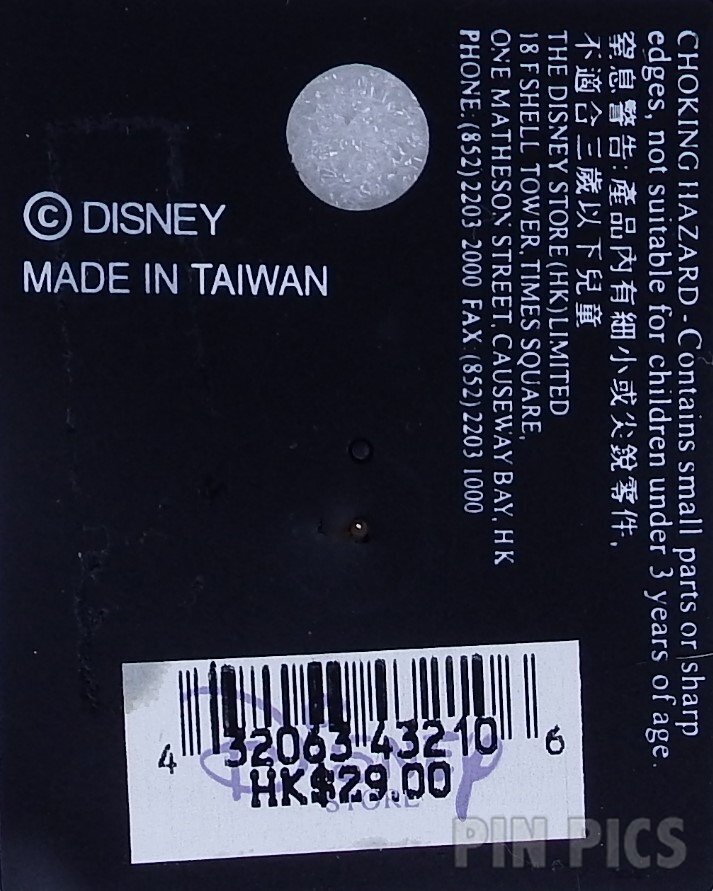 © DISNEY
MADE IN TAIWAN
CHOKING HAZARD - Contains small parts or sharp
edges, not suitable for children under 3 years of age.
窒息警告: 產品內有細小或尖銳零件,
不適合三歲以下兒童
THE DISNEY STORE (HK) LIMITED
18 F SHELL TOWER, TIMES SQUARE,
ONE MATHESON STREET, CAUSEWAY BAY, HK
PHONE: (852) 2203 2000 FAX: (852) 2203 1000
4 32063 43210 6
HK$29.00
DISNEY
STORE
PIN PICS